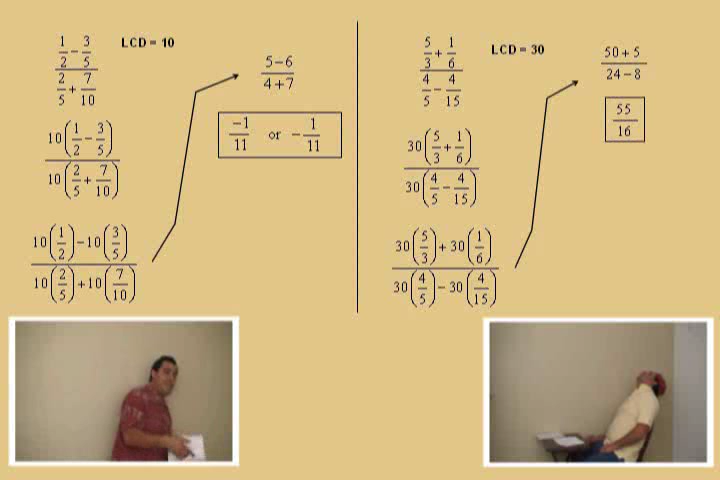 1/2 − 3/5
2/5 + 7/10
LCD = 10
10(1/2 − 3/5)
10(2/5 + 7/10)
10(1/2) − 10(3/5)
10(2/5) + 10(7/10)
5 − 6
4 + 7
−1/11 or − 1/11
5/3 + 1/6
4/5 − 4/15
LCD = 30
30(5/3 + 1/6)
30(4/5 − 4/15)
30(5/3) + 30(1/6)
30(4/5) − 30(4/15)
50 + 5
24 − 8
55
16